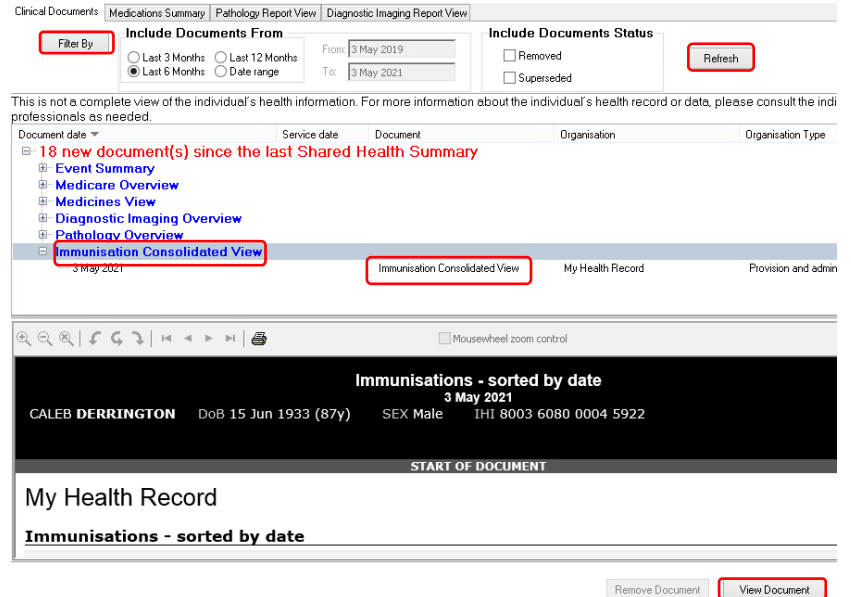 Clinical Documents Medications Summary Pathology Report View Diagnostic Imaging Report View
Filter By
Include Documents From
Last 3 Months Last 12 Months
Last 6 Months Date range
From: 3 May 2019
To: 3 May 2021
Include Documents Status
Removed
Superseded
Refresh
This is not a complete view of the individual's health information. For more information about the individual's health record or data, please consult the indi
professionals as needed.
Document date Service date Document Organisation Organisation Type
18 new document(s) since the last Shared Health Summary
Event Summary
Medicare Overview
Medicines View
Diagnostic Imaging Overview
Pathology Overview
Immunisation Consolidated View
3 May 2021 Immunisation Consolidated View My Health Record Provision and admin
Mousewheel zoom control
Immunisations - sorted by date
3 May 2021
CALEB DERRINGTON DoB 15 Jun 1933 (87y) SEX Male IHI 8003 6080 0004 5922
START OF DOCUMENT
My Health Record
Immunisations - sorted by date
Remove Document View Document